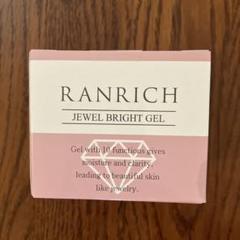 RANRICH
JEWEL BRIGHT GEL
Gel with 10 functions gives
moisture and clarity,
leading to beautiful skin
like jewelry.